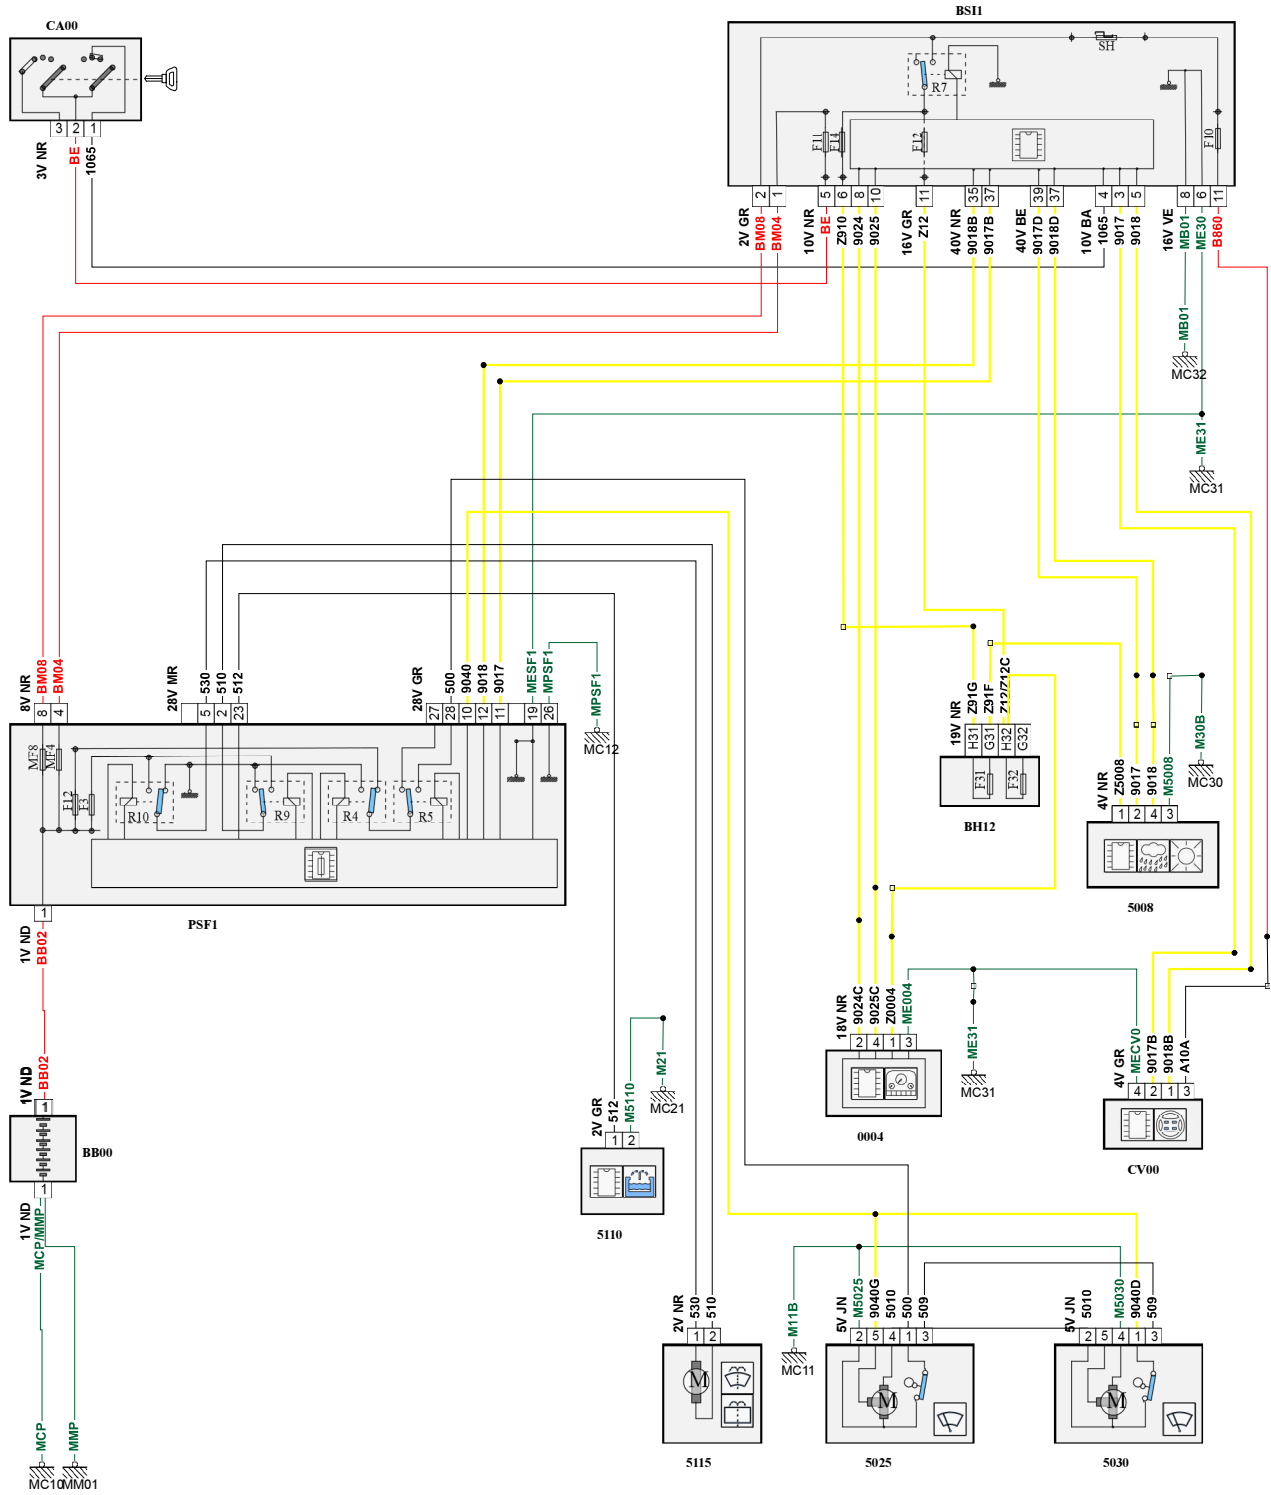 CA00
BSI1
SH
R7
F11
F14
F12
F10
3 2 1
3V NR
BE
1065
2 1
5 6 8 10
11
35 37
39 37
4 3 5
8 6 11
2V GR
BM08
BM04
10V NR
BE
Z910
9024
9025
16V GR
Z12
40V NR
9018B
9017B
40V BE
9017D
9018D
10V BA
1065
9017
9018
16V VE
MB01
ME30
B860
MB01
MC32
ME31
MC31
8V NR
BM08
BM04
28V MR
530
510
512
28V GR
500
9040
9018
9017
MESF1
MPSF1
MPSF1
MC12
8 4
5 2 23
27 28 10 12 11
19 26
MF8
MF4
F12
F3
R10
R9
R4
R5
1
PSF1
1V ND
BB02
BB02
1V ND
1
BB00
1
1V ND
MCP/MMP
MCP
MMP
MC10
MM01
19V NR
Z91G
Z91F
Z12/Z12C
H31
G31
H32
G32
F31
F32
BH12
4V NR
Z5008
9017
9018
M5008
M30B
MC30
1 2 4 3
5008
18V NR
9024C
9025C
Z0004
ME004
2 4 1 3
0004
ME31
MC31
4V GR
MECV0
9017B
9018B
A10A
4 2 1 3
CV00
2V GR
512
M5110
M21
MC21
1 2
5110
2V NR
530
510
1 2
M
5115
M11B
MC11
5V JN
M5025
9040G
5010
500
509
2 5 4 1 3
M
5025
5V JN
5010
M5030
9040D
509
2 5 4 1 3
M
5030